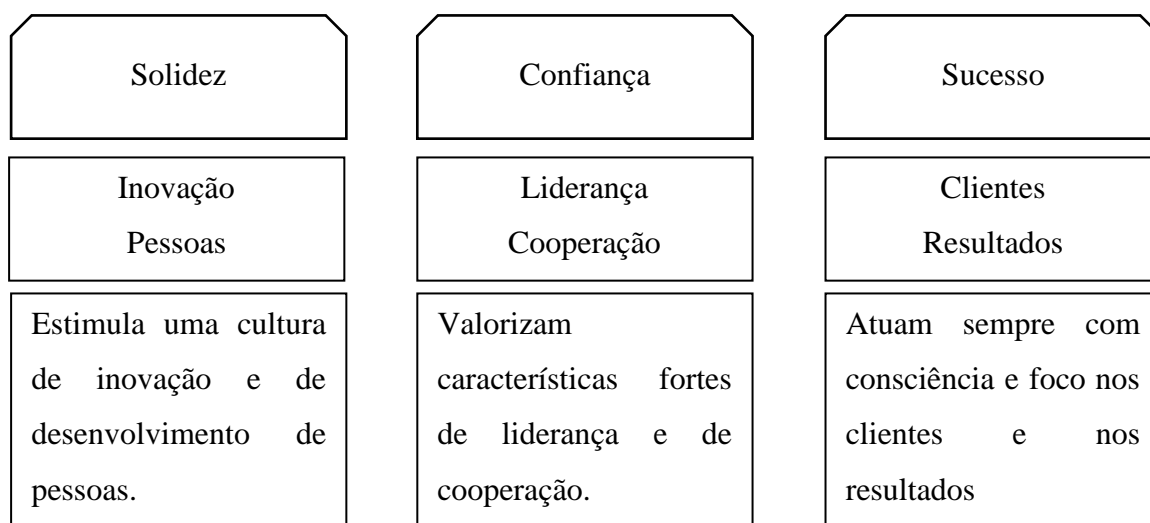 Solidez
Inovação
Pessoas
Estimula uma cultura
de inovação e de
desenvolvimento de
pessoas.
Confiança
Liderança
Cooperação
Valorizam
características fortes
de liderança e de
cooperação.
Sucesso
Clientes
Resultados
Atuam sempre com
consciência e foco nos
clientes e nos
resultados